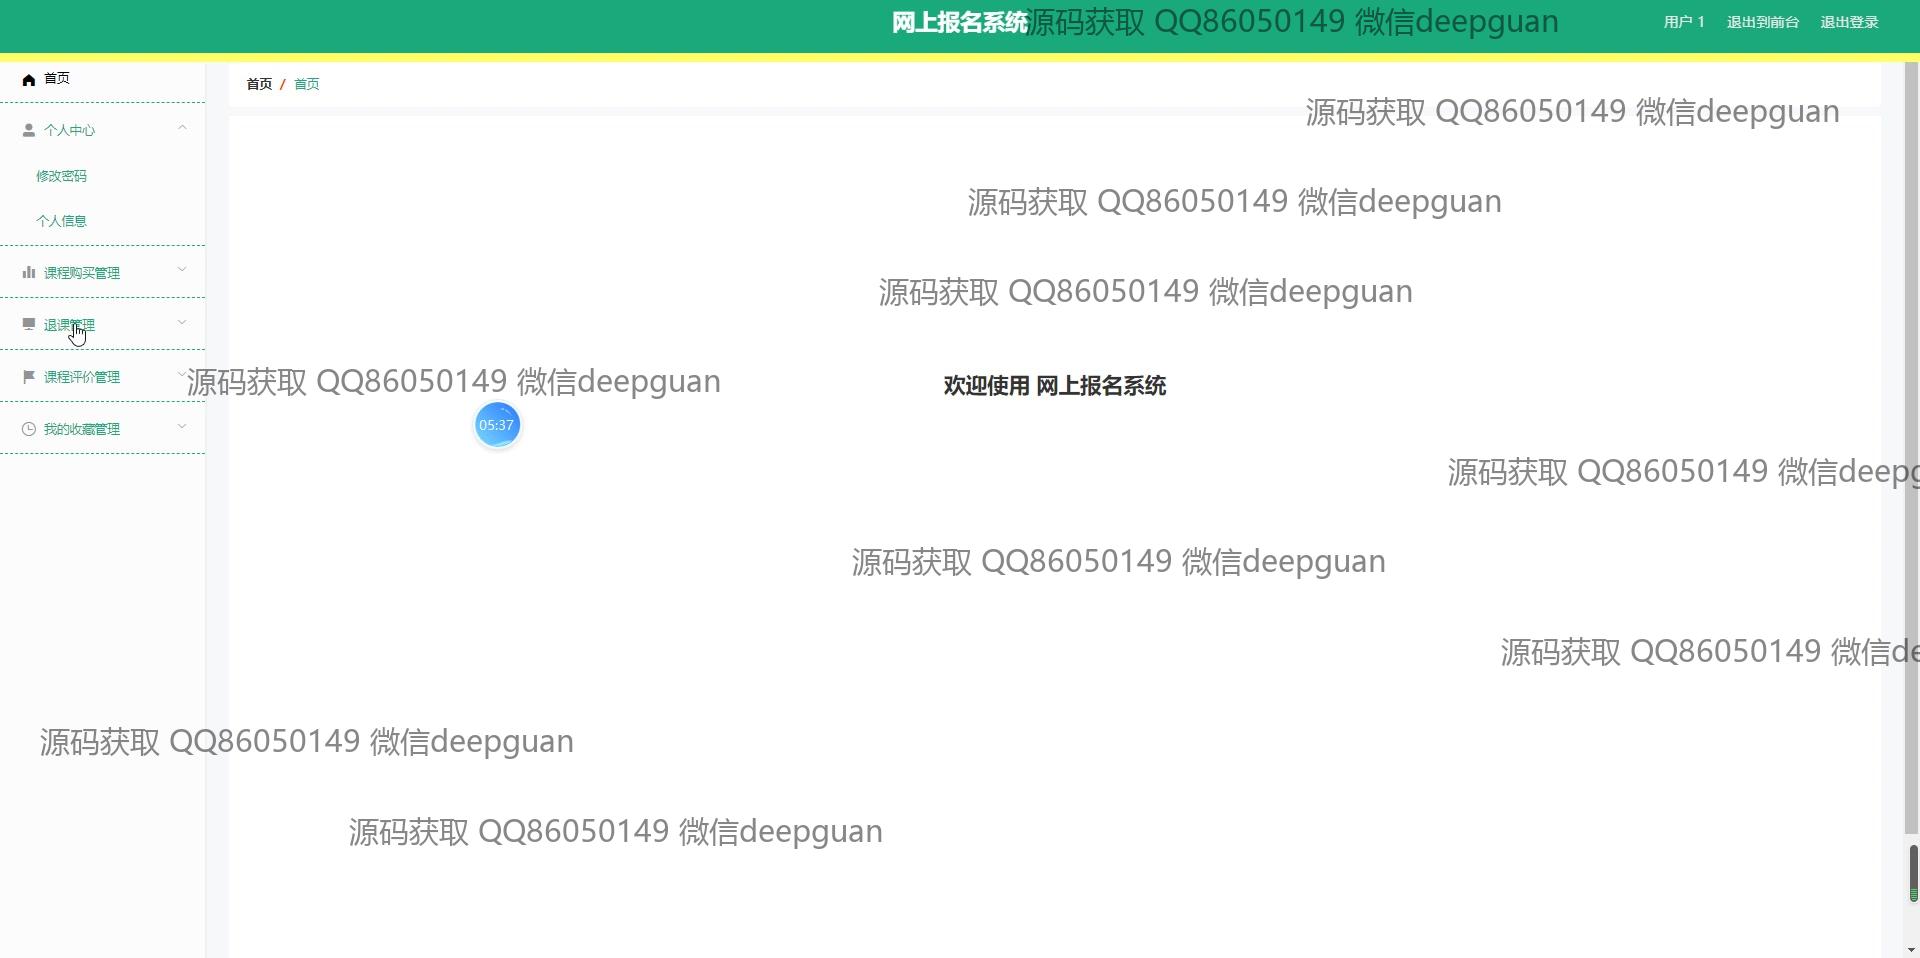 网上报名系统
源码获取 QQ86050149 微信deepguan
用户 1
退出到前台
退出登录
首页
首页 / 首页
源码获取 QQ86050149 微信deepguan
个人中心
修改密码
源码获取 QQ86050149 微信deepguan
个人信息
课程购买管理
源码获取 QQ86050149 微信deepguan
退课管理
课程评价管理
源码获取 QQ86050149 微信deepguan
欢迎使用 网上报名系统
05:37
我的收藏管理
源码获取 QQ86050149 微信deepg
源码获取 QQ86050149 微信deepguan
源码获取 QQ86050149 微信de
源码获取 QQ86050149 微信deepguan
源码获取 QQ86050149 微信deepguan